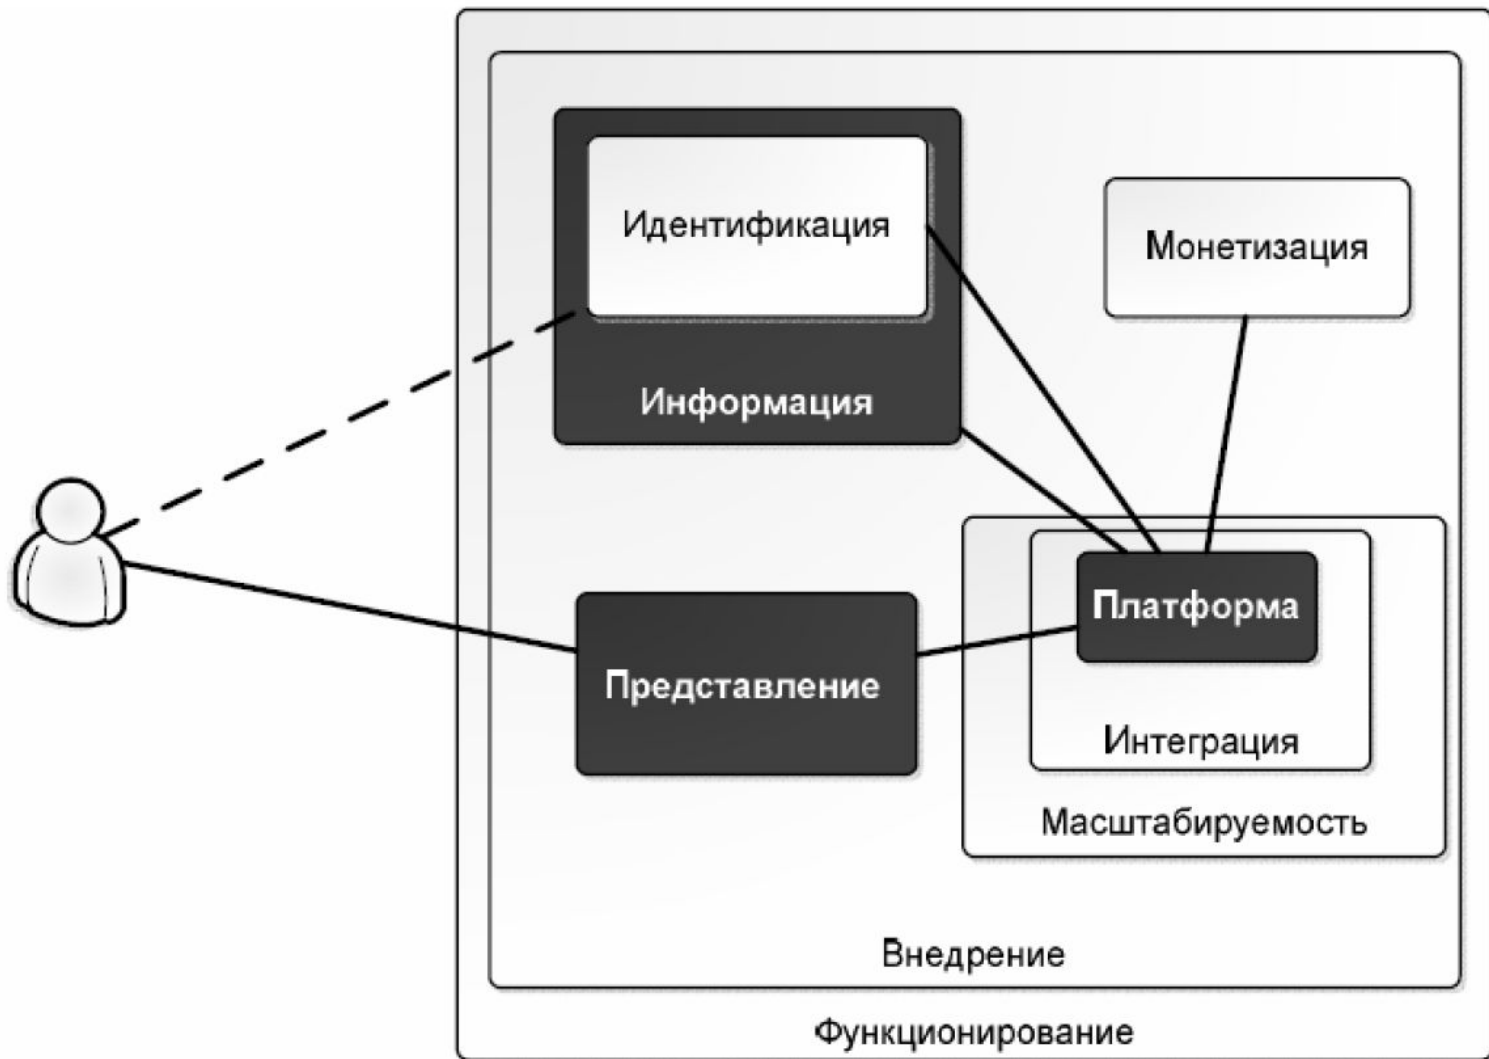 Идентификация
Монетизация
Информация
Платформа
Представление
Интеграция
Масштабируемость
Внедрение
Функционирование